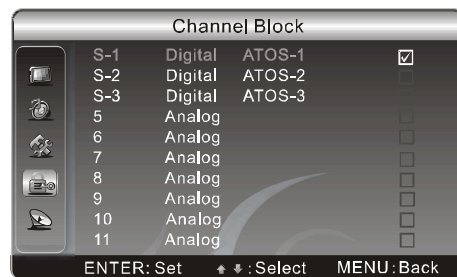 Channel Block
S-1 Digital ATOS-1
S-2 Digital ATOS-2
S-3 Digital ATOS-3
5 Analog
6 Analog
7 Analog
8 Analog
9 Analog
10 Analog
11 Analog
ENTER: Set :Select MENU: Back